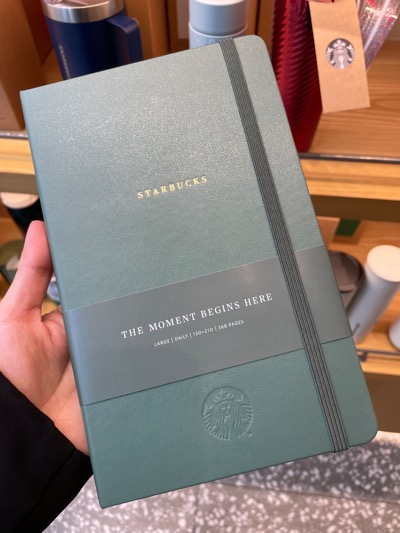 STARBUCKS
THE MOMENT BEGINS HERE
LARGE | DAILY | 130×210 | 368 PAGES